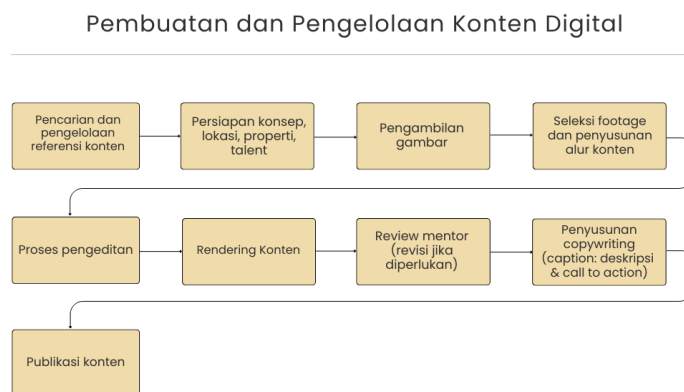 Pembuatan dan Pengelolaan Konten Digital
Pencarian dan
pengelolaan
referensi konten
Persiapan konsep,
lokasi, properti,
talent
Pengambilan
gambar
Seleksi footage
dan penyusunan
alur konten
Proses pengeditan
Rendering Konten
Review mentor
(revisi jika
diperlukan)
Penyusunan
copywriting
(caption: deskripsi
& call to action)
Publikasi konten